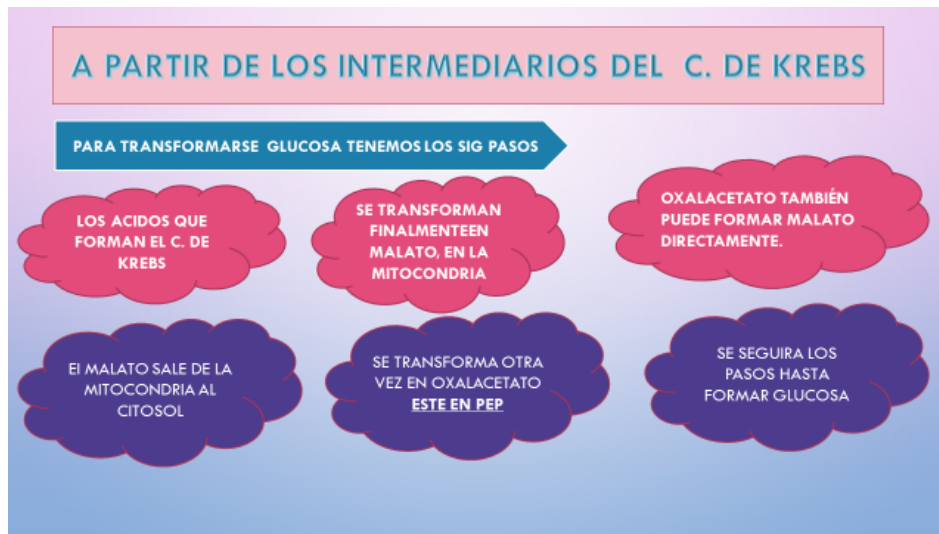 A PARTIR DE LOS INTERMEDIARIOS DEL C. DE KREBS
PARA TRANSFORMARSE GLUCOSA TENEMOS LOS SIG PASOS
LOS ACIDOS QUE
FORMAN EL C. DE
KREBS
SE TRANSFORMAN
FINALMENTEEN
MALATO, EN LA
MITOCONDRIA
OXALACETATO TAMBIÉN
PUEDE FORMAR MALATO
DIRECTAMENTE.
El MALATO SALE DE LA
MITOCONDRIA AL
CITOSOL
SE TRANSFORMA OTRA
VEZ EN OXALACETATO
ESTE EN PEP
SE SEGUIRA LOS
PASOS HASTA
FORMAR GLUCOSA